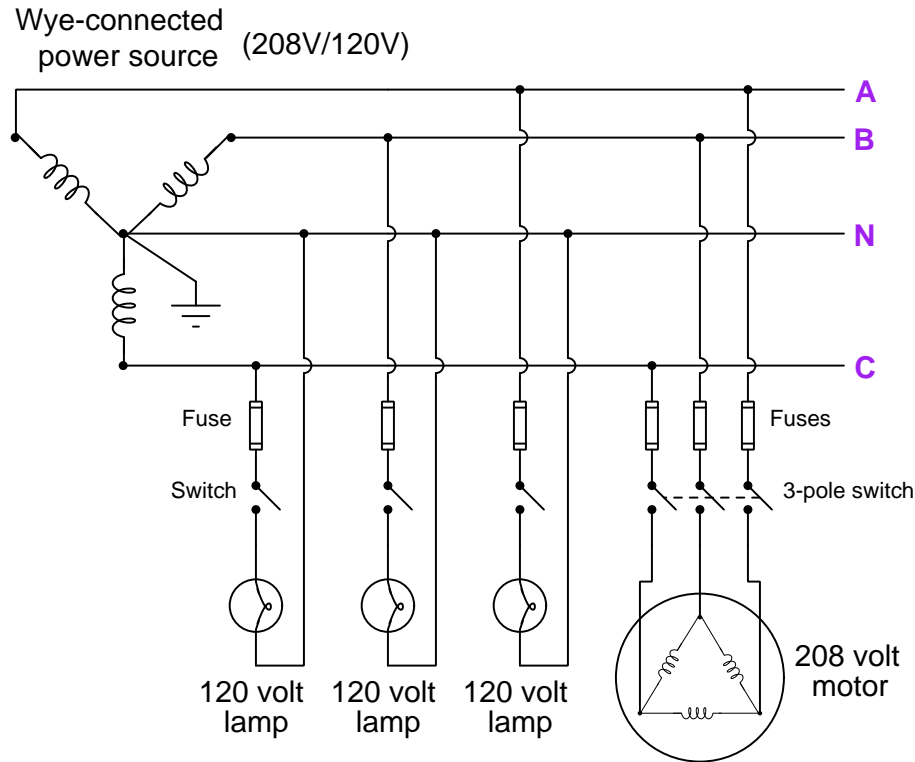 Wye-connected
power source (208V/120V)
A
B
N
C
Fuse
Fuses
Switch
3-pole switch
120 volt
lamp
120 volt
lamp
120 volt
lamp
208 volt
motor